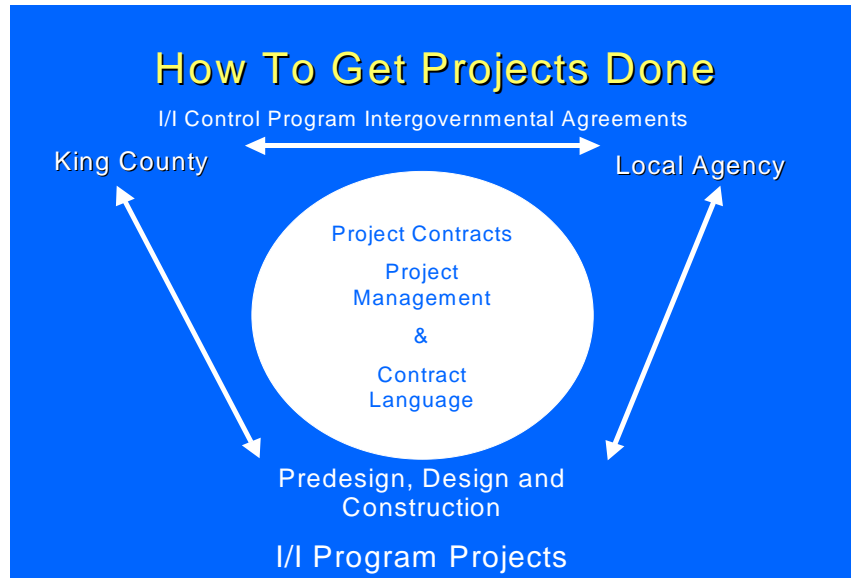 How To Get Projects Done
I/I Control Program Intergovernmental Agreements
King County
Local Agency
Project Contracts
Project
Management
&
Contract
Language
Predesign, Design and
Construction
I/I Program Projects